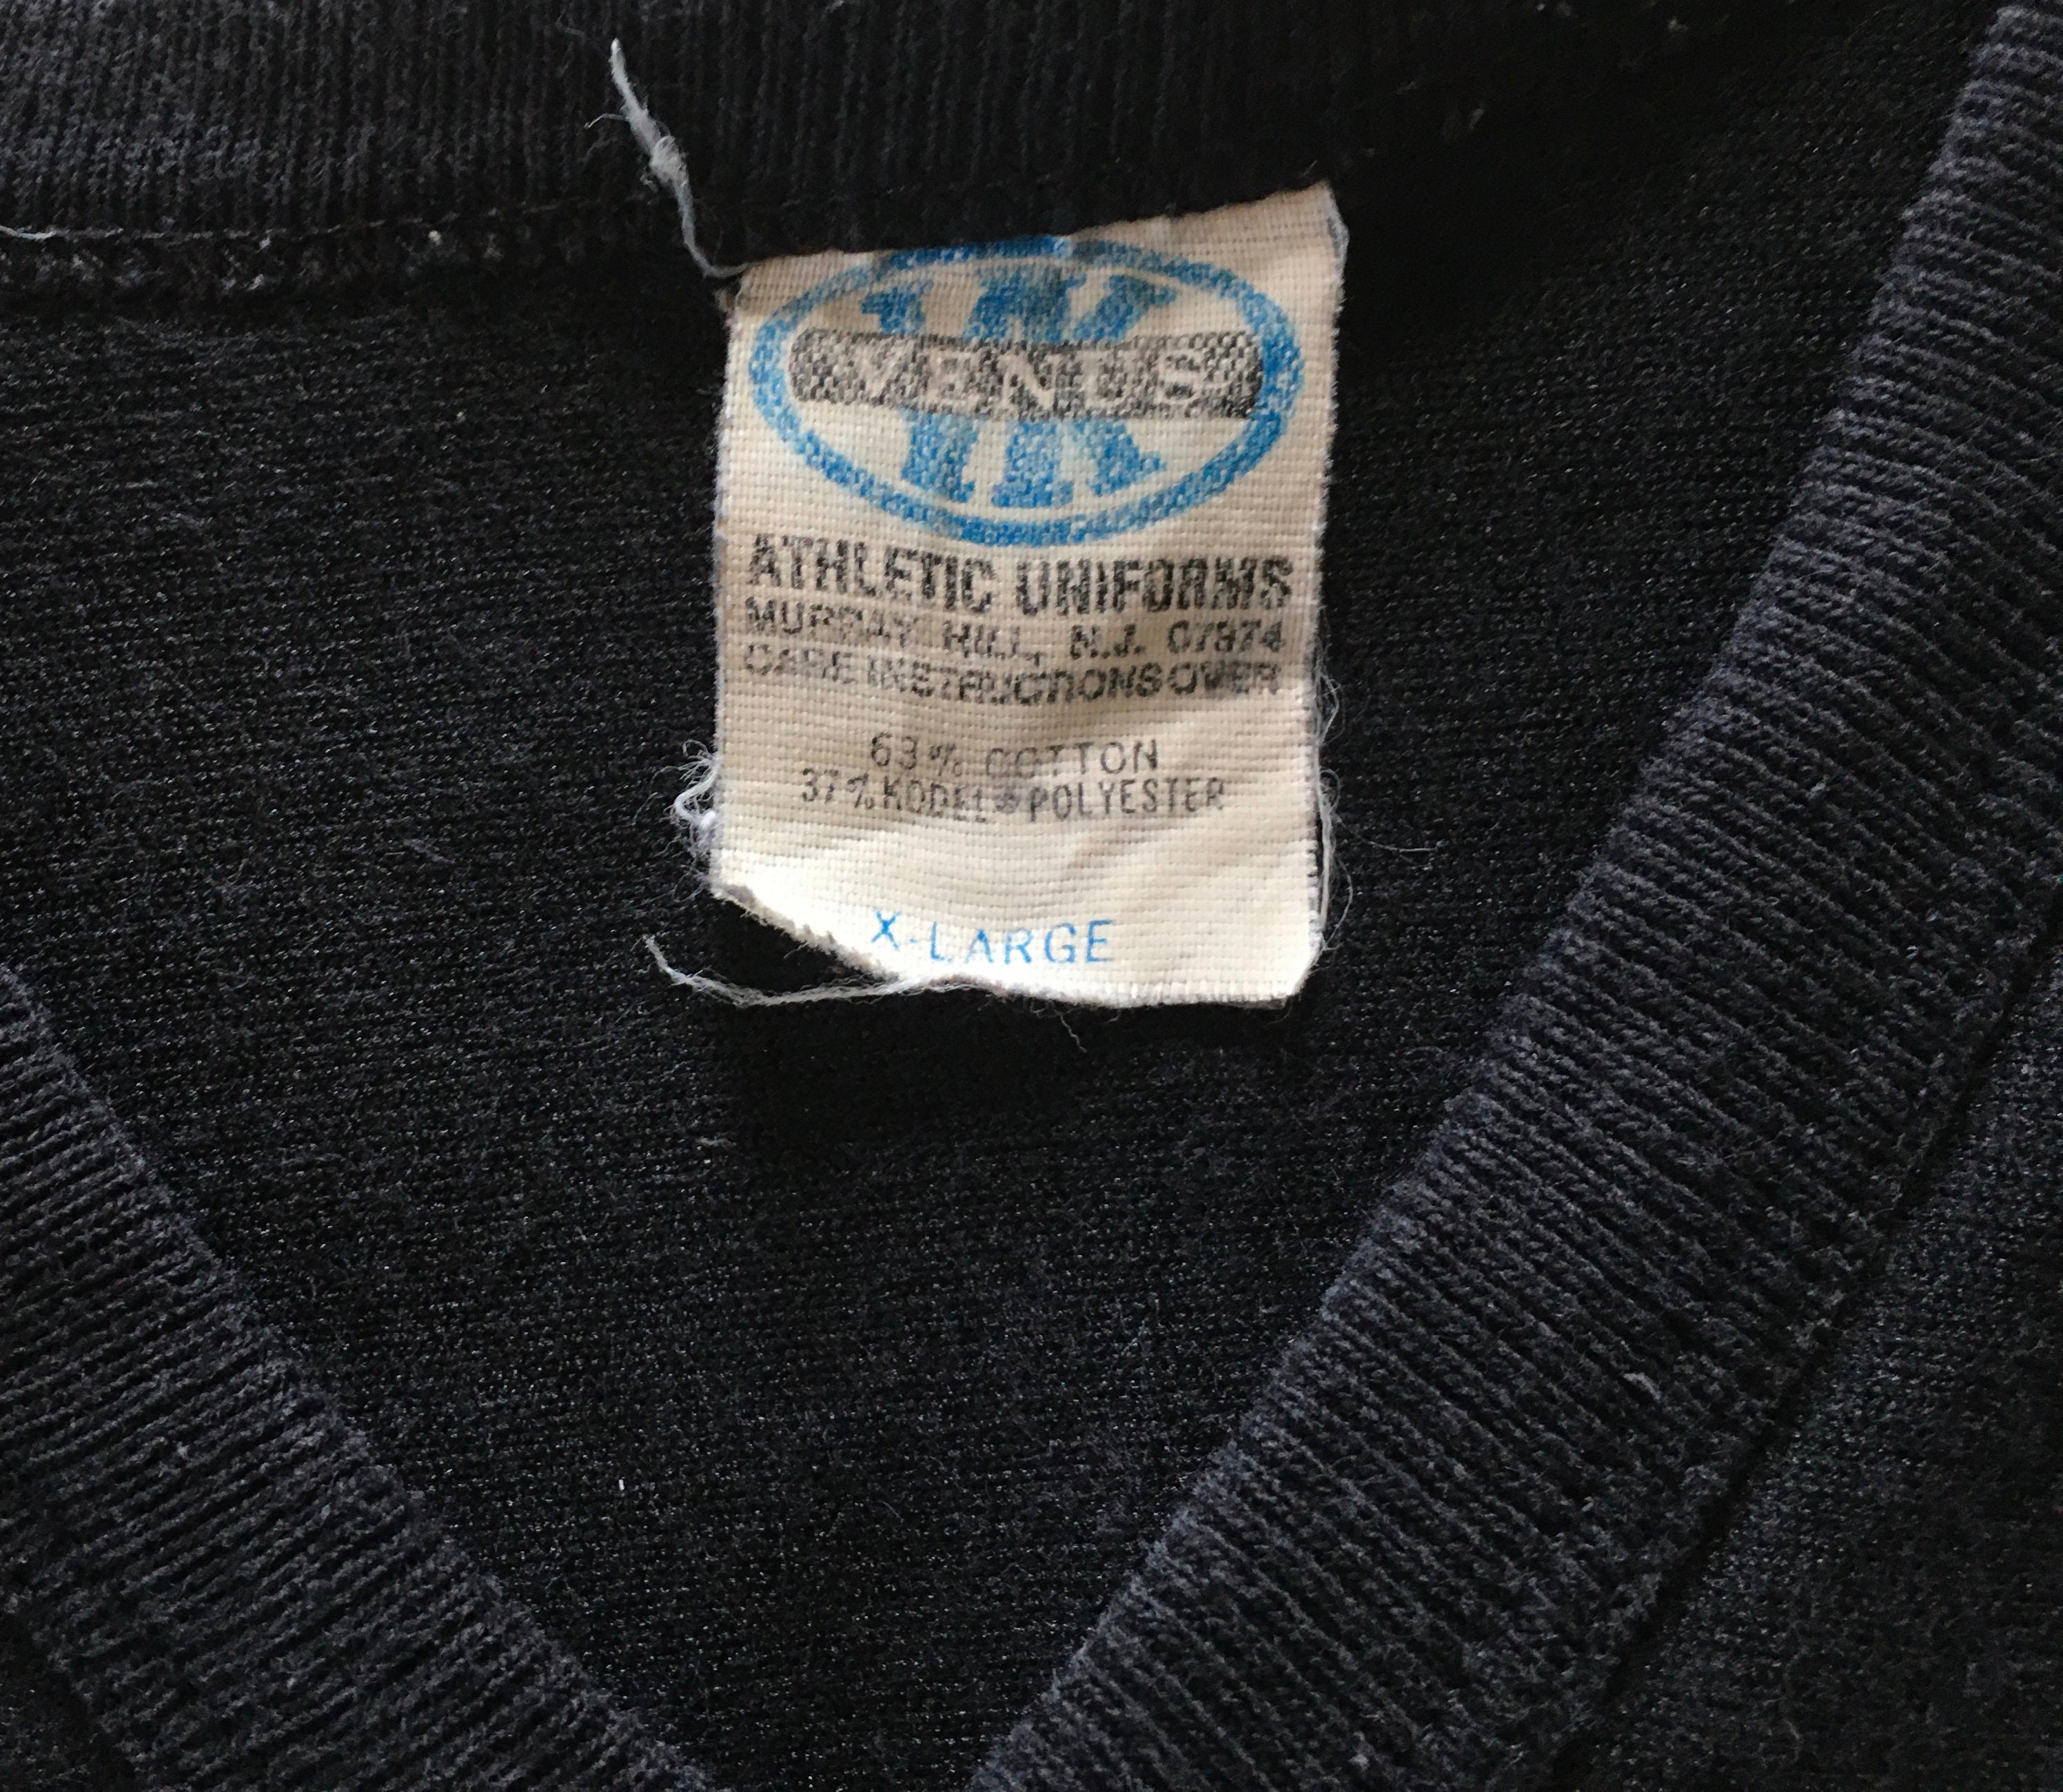 VENUS
ATHLETIC UNIFORMS
MURRAY HILL, N.J. 07974
CARE INSTRUCTIONS OVER
63% COTTON
37% KODEL® POLYESTER
X-LARGE